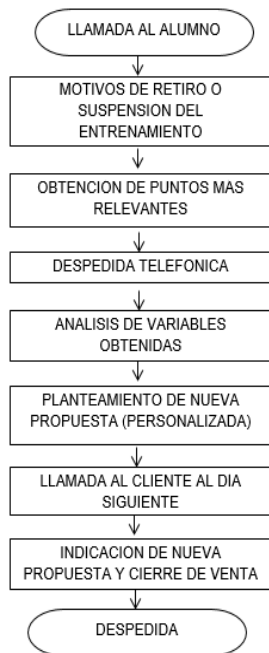 LLAMADA AL ALUMNO
MOTIVOS DE RETIRO O
SUSPENSION DEL
ENTRENAMIENTO
OBTENCION DE PUNTOS MAS
RELEVANTES
DESPEDIDA TELEFONICA
ANALISIS DE VARIABLES
OBTENIDAS
PLANTEAMIENTO DE NUEVA
PROPUESTA (PERSONALIZADA)
LLAMADA AL CLIENTE AL DIA
SIGUIENTE
INDICACION DE NUEVA
PROPUESTA Y CIERRE DE VENTA
DESPEDIDA